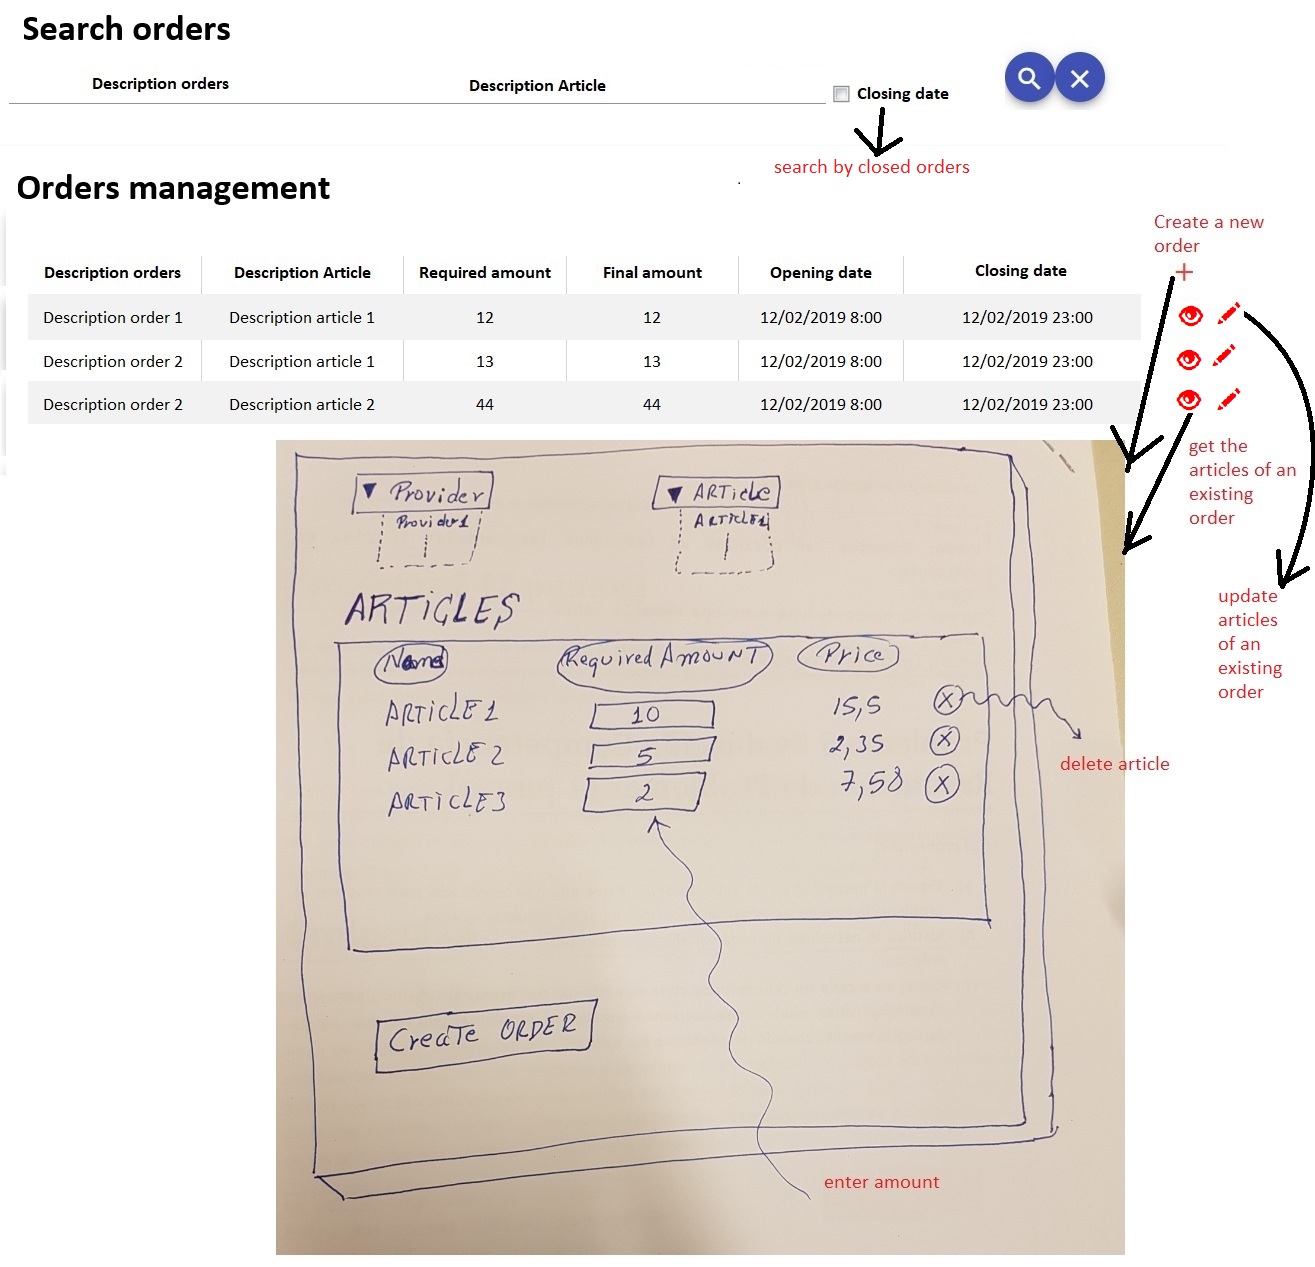 Search orders
Description orders
Description Article
Closing date
search by closed orders
Orders management
Create a new
order
Description orders Description Article Required amount Final amount Opening date Closing date
Description order 1 Description article 1 12 12 12/02/2019 8:00 12/02/2019 23:00
Description order 2 Description article 1 13 13 12/02/2019 8:00 12/02/2019 23:00
Description order 2 Description article 2 44 44 12/02/2019 8:00 12/02/2019 23:00
get the
articles of an
existing
order
update
articles
of an
existing
order
Provider
Provider1
ARTicle
ARTiCLE1
ARTiCLES
Name Required AMOUNT Price
ARTiCLE1 10 15,5 X
ARTiCLE 2 5 2,35 X
ARTiCLE3 2 7,58 X
delete article
CreaTe ORDER
enter amount